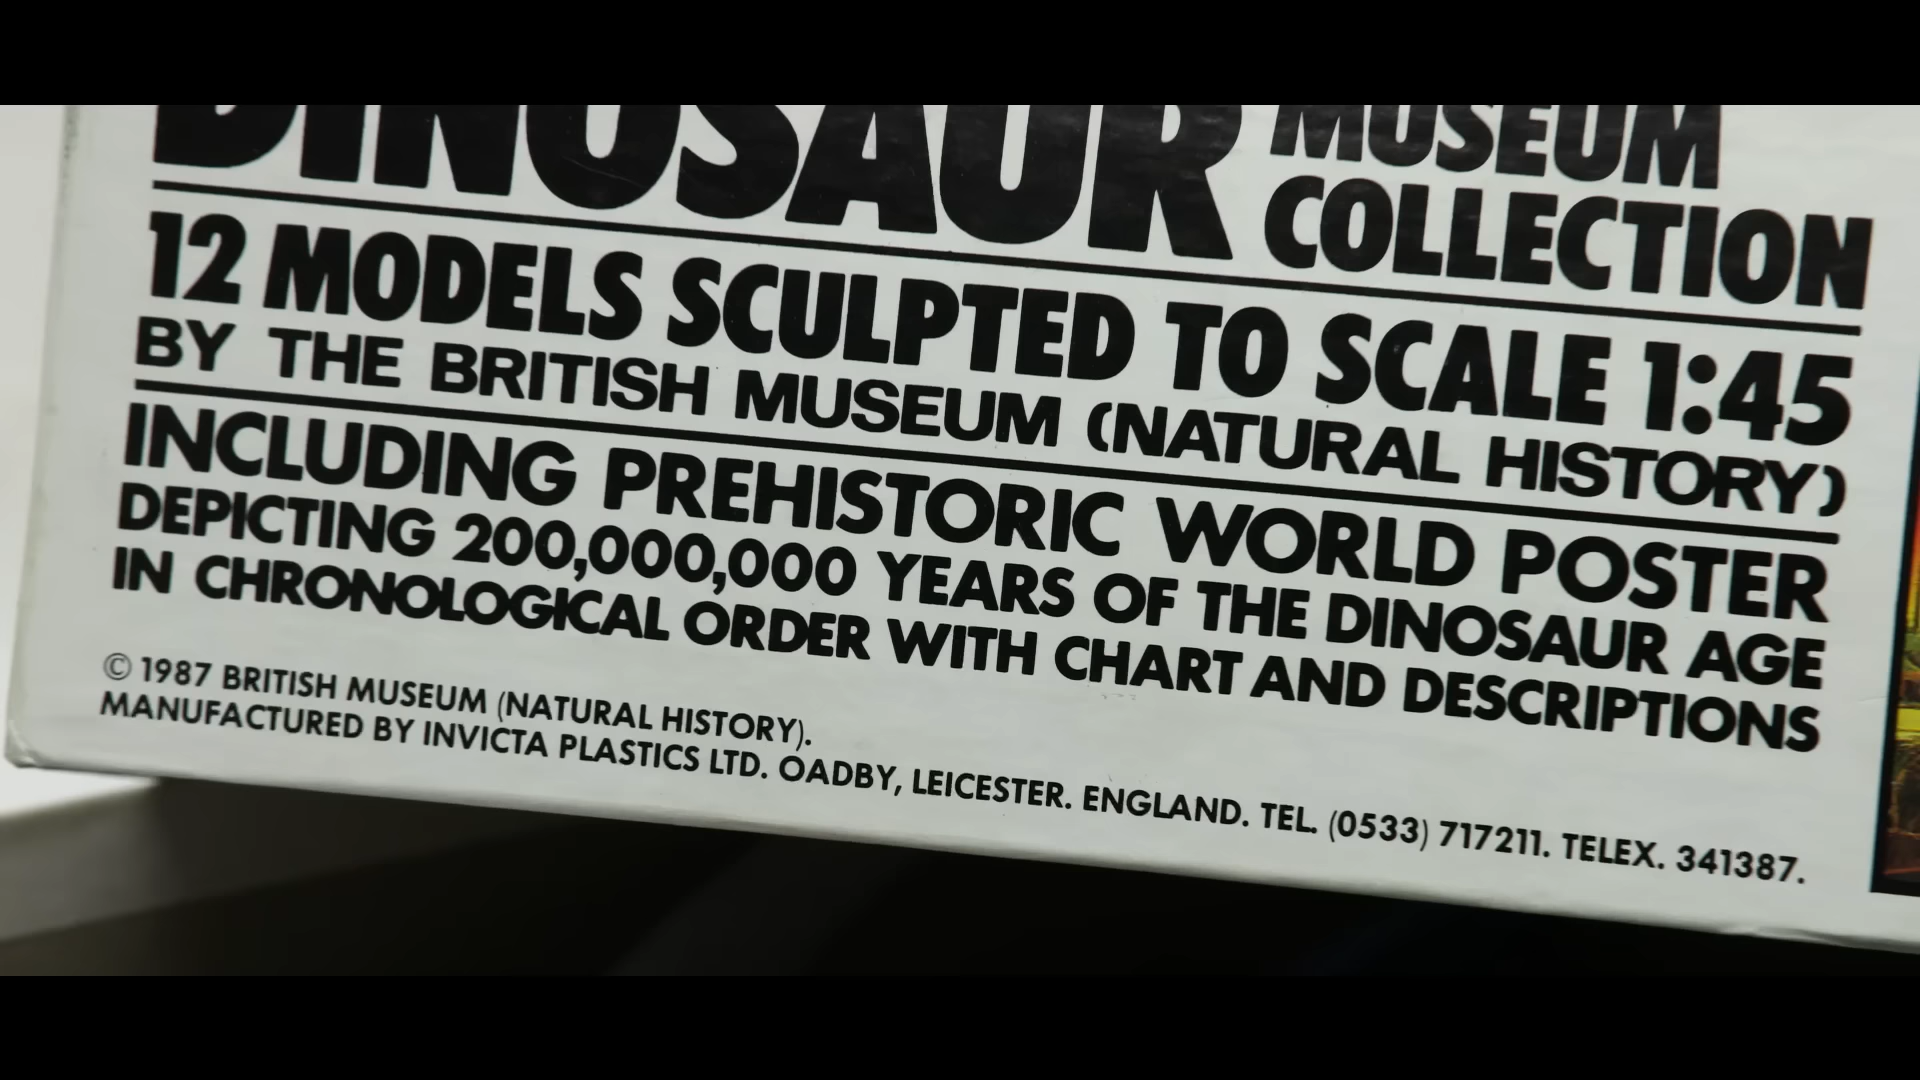 DINOSAUR MUSEUM
COLLECTION
12 MODELS SCULPTED TO SCALE 1:45
BY THE BRITISH MUSEUM (NATURAL HISTORY)
INCLUDING PREHISTORIC WORLD POSTER
DEPICTING 200,000,000 YEARS OF THE DINOSAUR AGE
IN CHRONOLOGICAL ORDER WITH CHART AND DESCRIPTIONS
© 1987 BRITISH MUSEUM (NATURAL HISTORY).
MANUFACTURED BY INVICTA PLASTICS LTD. OADBY, LEICESTER. ENGLAND. TEL. (0533) 717211. TELEX. 341387.